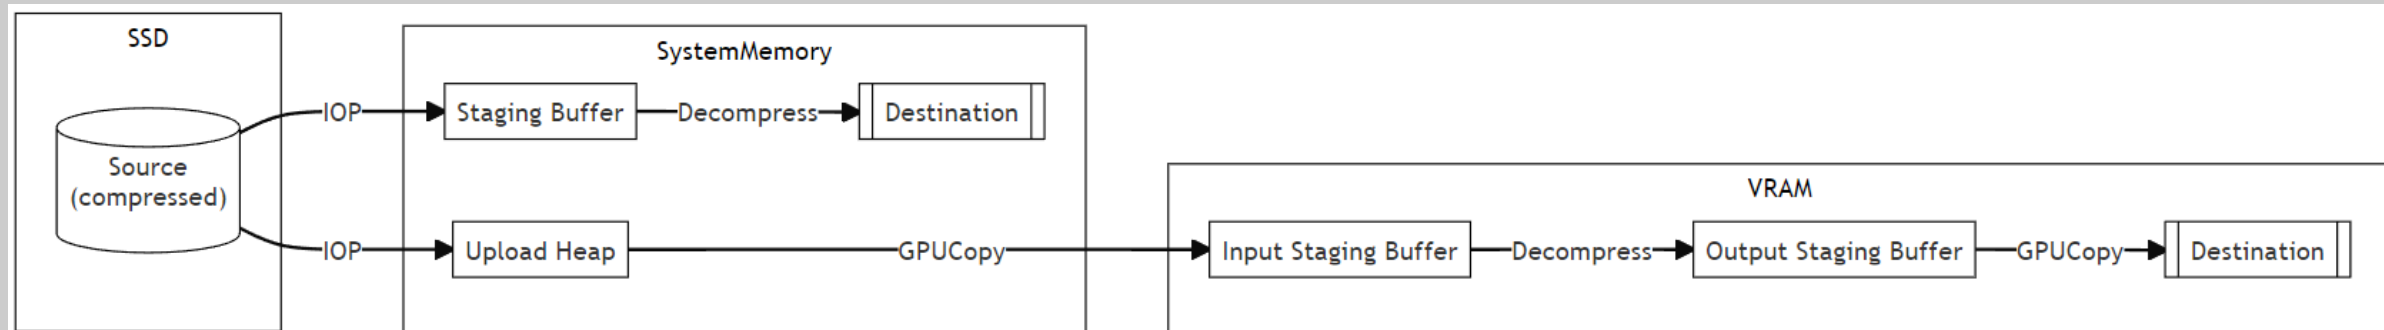 SSD
SystemMemory
IOP
Staging Buffer
Decompress
Destination
Source
(compressed)
VRAM
IOP
Upload Heap
GPUCopy
Input Staging Buffer
Decompress
Output Staging Buffer
GPUCopy
Destination